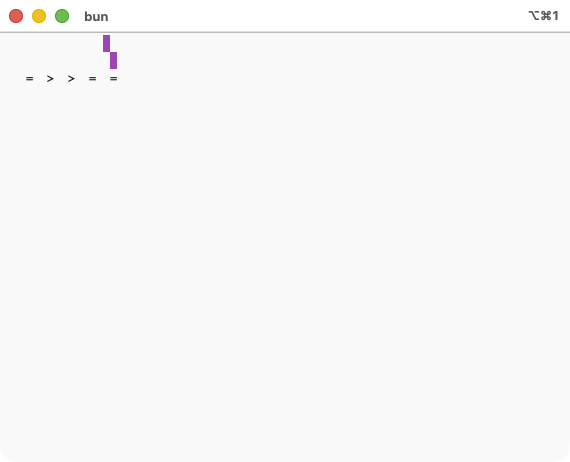 bun
⌥⌘1
= > > = =